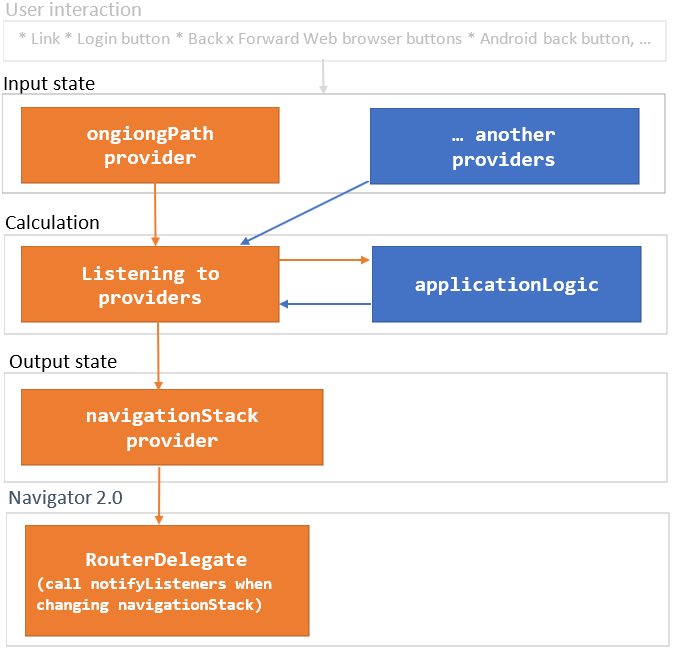 User interaction
* Link * Login button * Back x Forward Web browser buttons * Android back button, …
Input state
ongiongPath
provider
… another
providers
Calculation
Listening to
providers
applicationLogic
Output state
navigationStack
provider
Navigator 2.0
RouterDelegate
(call notifyListeners when
changing navigationStack)